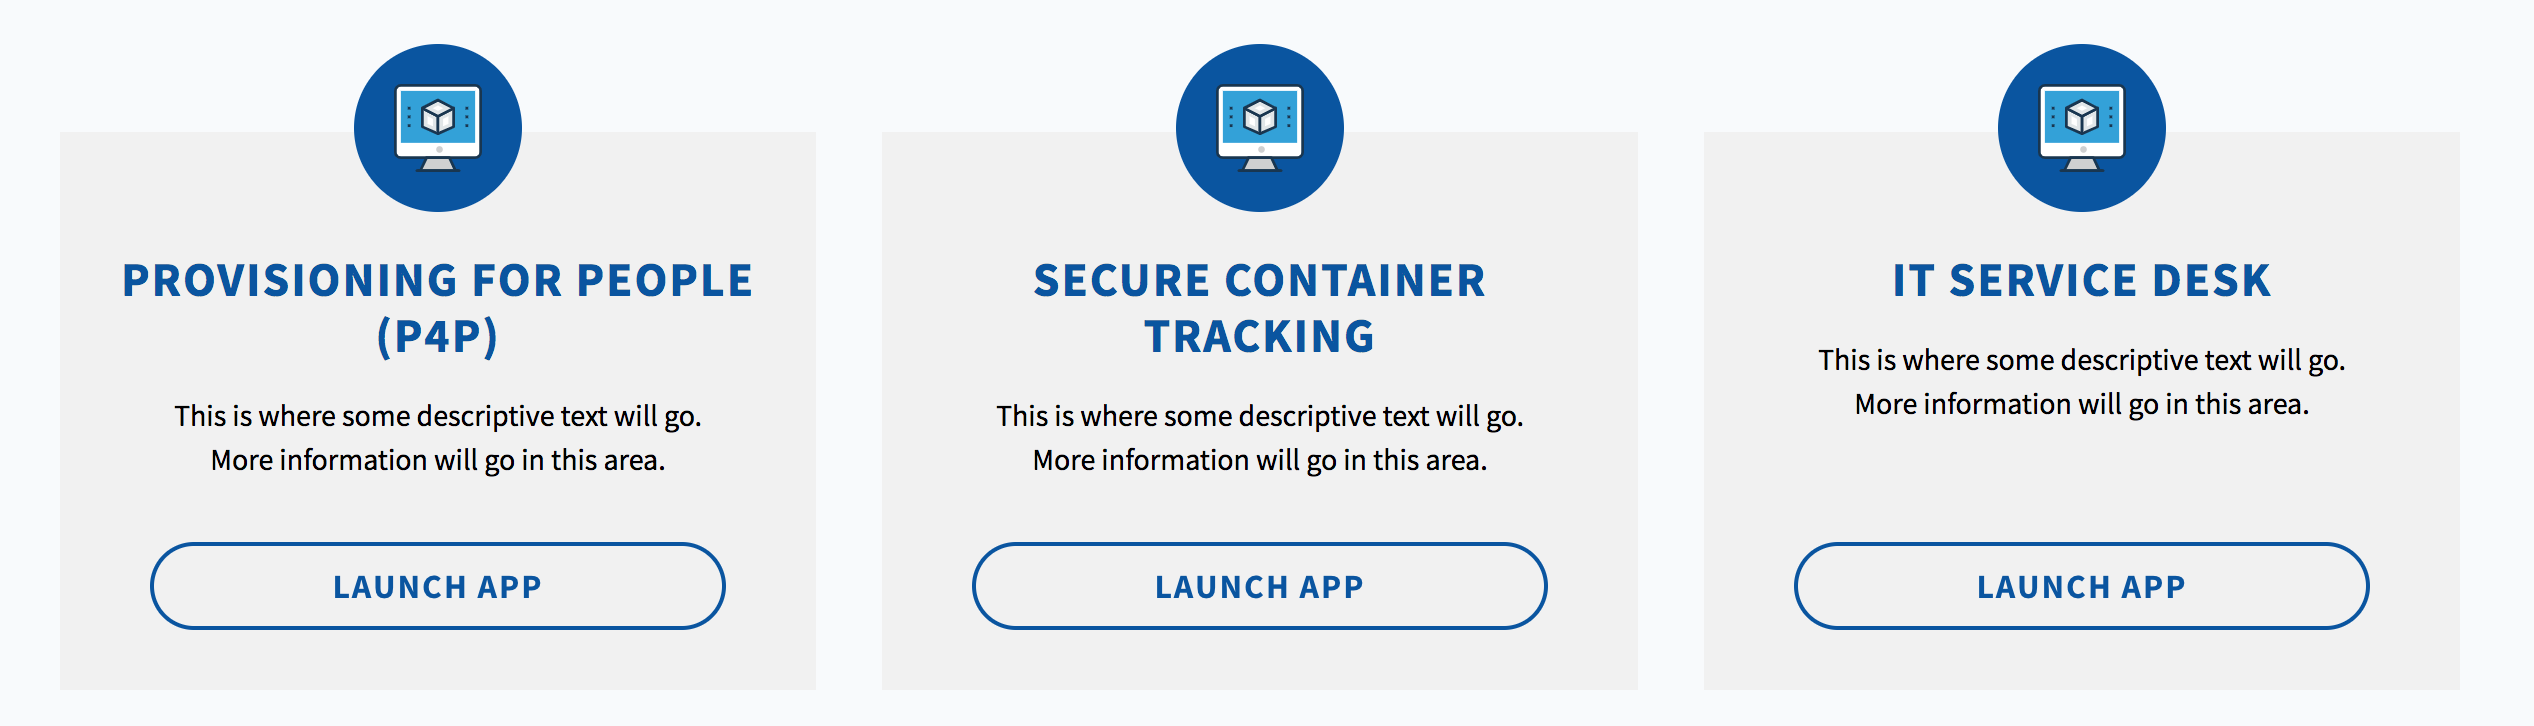 PROVISIONING FOR PEOPLE
(P4P)
This is where some descriptive text will go.
More information will go in this area.
LAUNCH APP
SECURE CONTAINER
TRACKING
This is where some descriptive text will go.
More information will go in this area.
LAUNCH APP
IT SERVICE DESK
This is where some descriptive text will go.
More information will go in this area.
LAUNCH APP